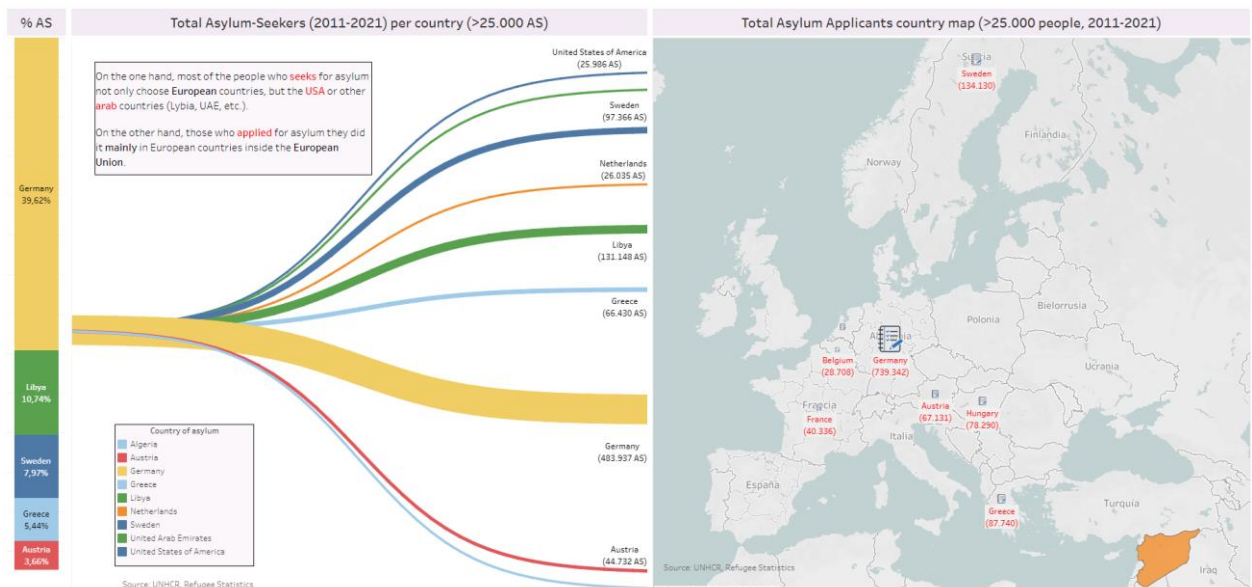 % AS
Total Asylum-Seekers (2011-2021) per country (>25.000 AS)
Total Asylum Applicants country map (>25.000 people, 2011-2021)
Germany
39,62%
Libya
10,74%
Sweden
7,97%
Greece
5,44%
Austria
3,66%
On the one hand, most of the people who seeks for asylum
not only choose European countries, but the USA or other
arab countries (Lybia, UAE, etc.).
On the other hand, those who applied for asylum they did
it mainly in European countries inside the European
Union.
United States of America
(25.986 AS)
Sweden
(97.366 AS)
Netherlands
(26.035 AS)
Libya
(131.148 AS)
Greece
(66.430 AS)
Germany
(483.937 AS)
Austria
(44.732 AS)
Country of asylum
Algeria
Austria
Germany
Greece
Libya
Netherlands
Sweden
United Arab Emirates
United States of America
Source: UNHCR, Refugee Statistics
Sweden
(134.130)
Finlandia
Norway
Bielorrusia
Polonia
Belgium
(28.708)
Germany
(739.342)
Ucrania
Francia
France
(40.336)
Austria
(67.131)
Hungary
(78.290)
Italia
España
Greece
(87.740)
Turquía
Iraq
Source: UNHCR, Refugee Statistics